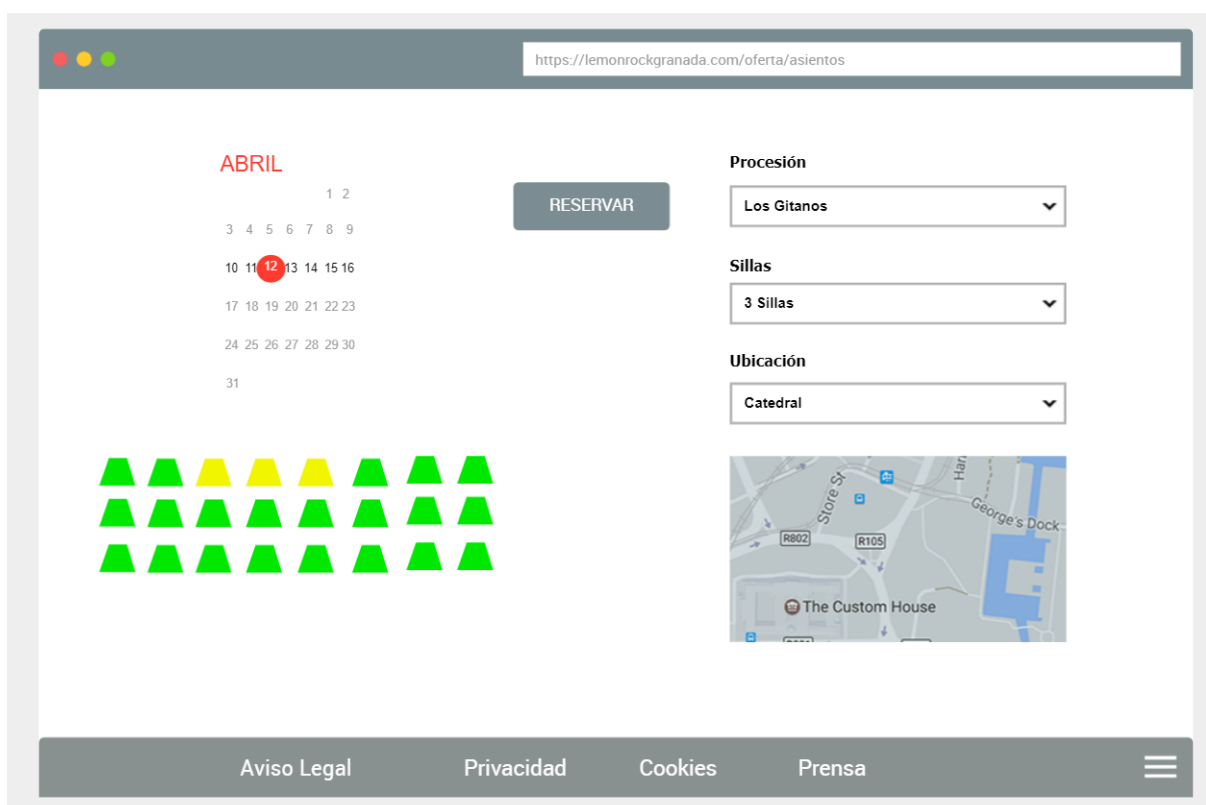 https://lemonrockgranada.com/oferta/asientos
ABRIL
1 2
3 4 5 6 7 8 9
10 11 12 13 14 15 16
17 18 19 20 21 22 23
24 25 26 27 28 29 30
31
RESERVAR
Procesión
Los Gitanos
Sillas
3 Sillas
Ubicación
Catedral
Store St
George's Dock
R802
R105
The Custom House
Aviso Legal Privacidad Cookies Prensa